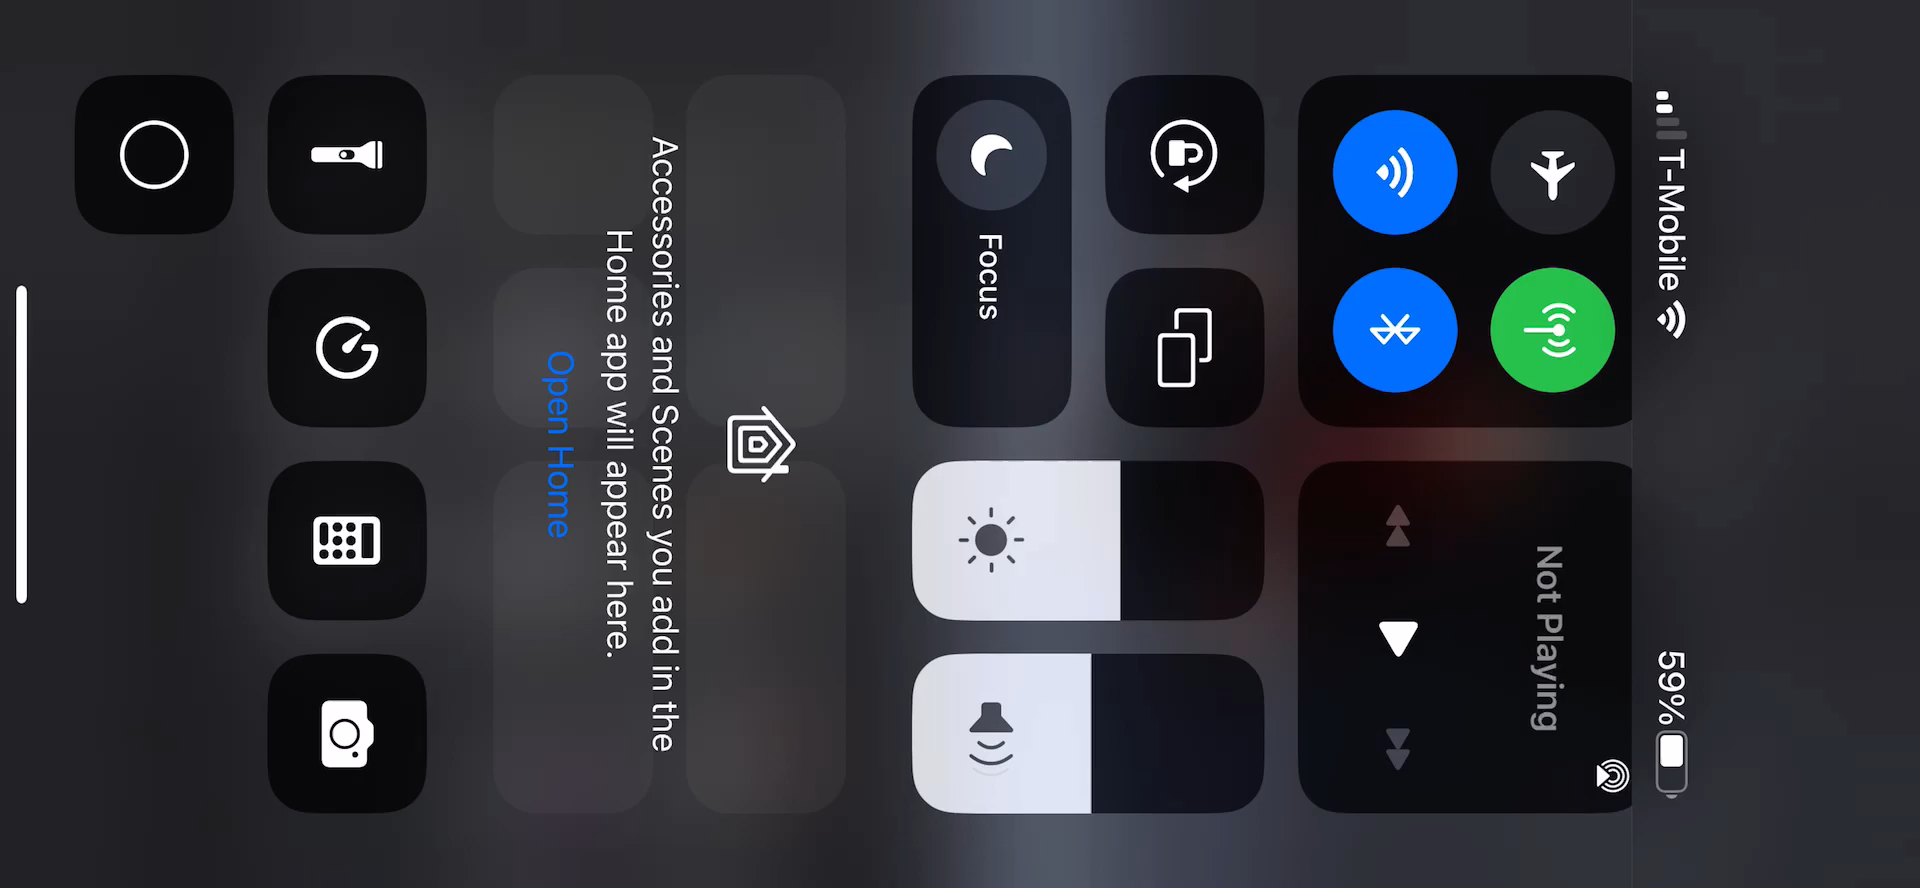 T-Mobile
59%
Not Playing
Focus
Accessories and Scenes you add in the
Home app will appear here.
Open Home